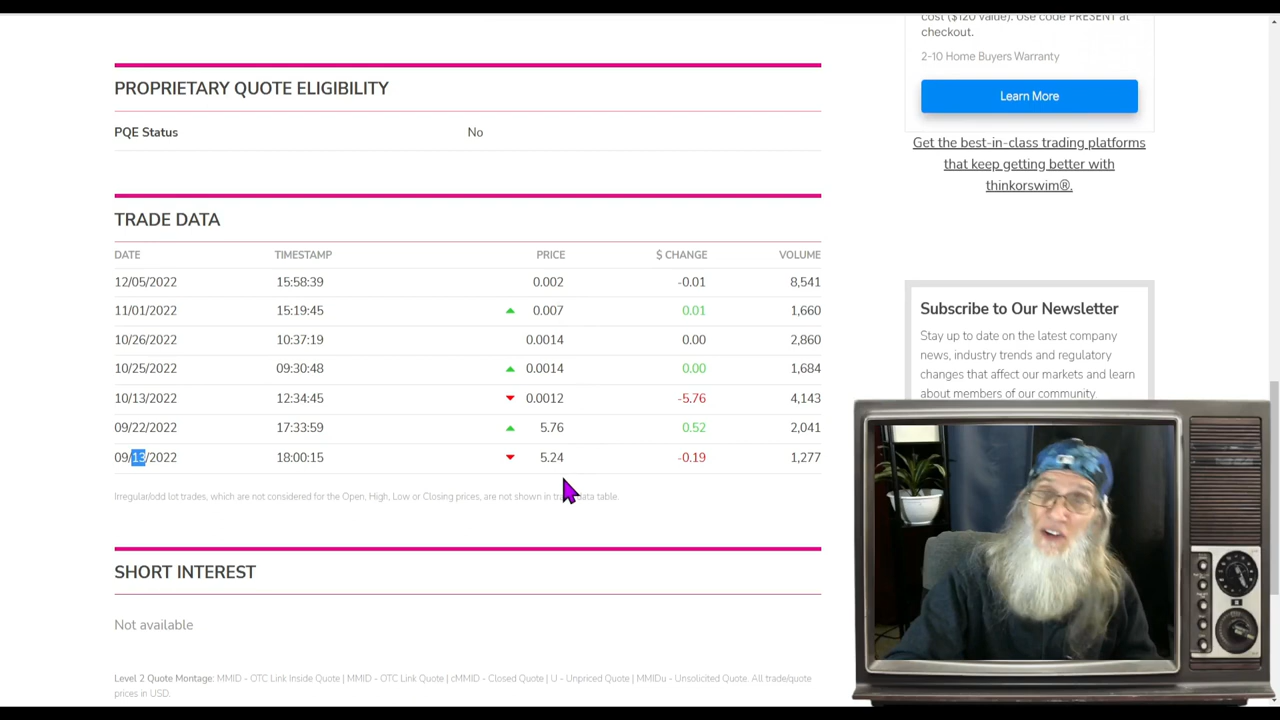 cost ($120 value). Use code PRESENT at
checkout.
2-10 Home Buyers Warranty
Learn More
Get the best-in-class trading platforms
that keep getting better with
thinkorswim®.
PROPRIETARY QUOTE ELIGIBILITY
PQE Status No
TRADE DATA
DATE TIMESTAMP PRICE $ CHANGE VOLUME
12/05/2022 15:58:39 0.002 -0.01 8,541
11/01/2022 15:19:45 0.007 0.01 1,660
10/26/2022 10:37:19 0.0014 0.00 2,860
10/25/2022 09:30:48 0.0014 0.00 1,684
10/13/2022 12:34:45 0.0012 -5.76 4,143
09/22/2022 17:33:59 5.76 0.52 2,041
09/13/2022 18:00:15 5.24 -0.19 1,277
Irregular/odd lot trades, which are not considered for the Open, High, Low or Closing prices, are not shown in data table.
SHORT INTEREST
Not available
Level 2 Quote Montage: MMID - OTC Link Inside Quote | MMID - OTC Link Quote | cMMID - Closed Quote | U - Unpriced Quote | MMIDu - Unsolicited Quote. All trade/quote
prices in USD.
Subscribe to Our Newsletter
Stay up to date on the latest company
news, industry trends and regulatory
changes that affect our markets and learn
about members of our community.